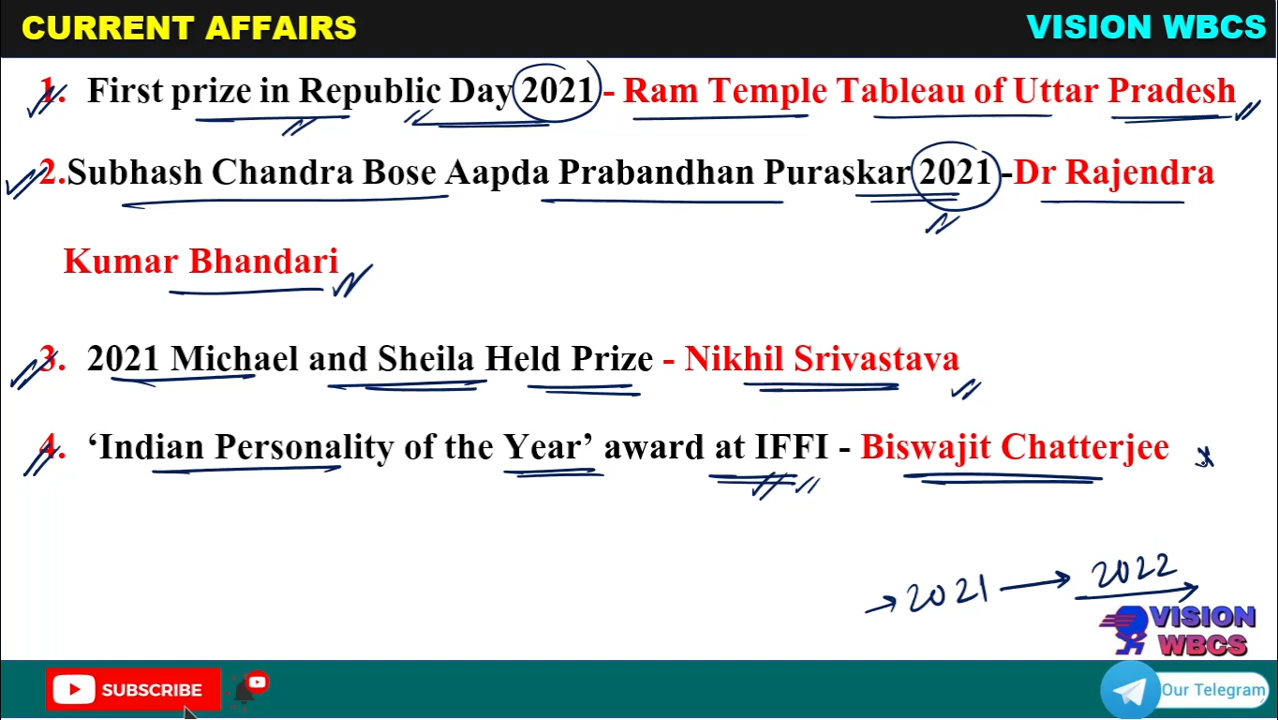 CURRENT AFFAIRS
VISION WBCS
1. First prize in Republic Day 2021- Ram Temple Tableau of Uttar Pradesh
2.Subhash Chandra Bose Aapda Prabandhan Puraskar 2021 -Dr Rajendra
Kumar Bhandari
3. 2021 Michael and Sheila Held Prize - Nikhil Srivastava
4. ‘Indian Personality of the Year’ award at IFFI - Biswajit Chatterjee
→ 2021 → 2022
VISION
WBCS
SUBSCRIBE
Our Telegram